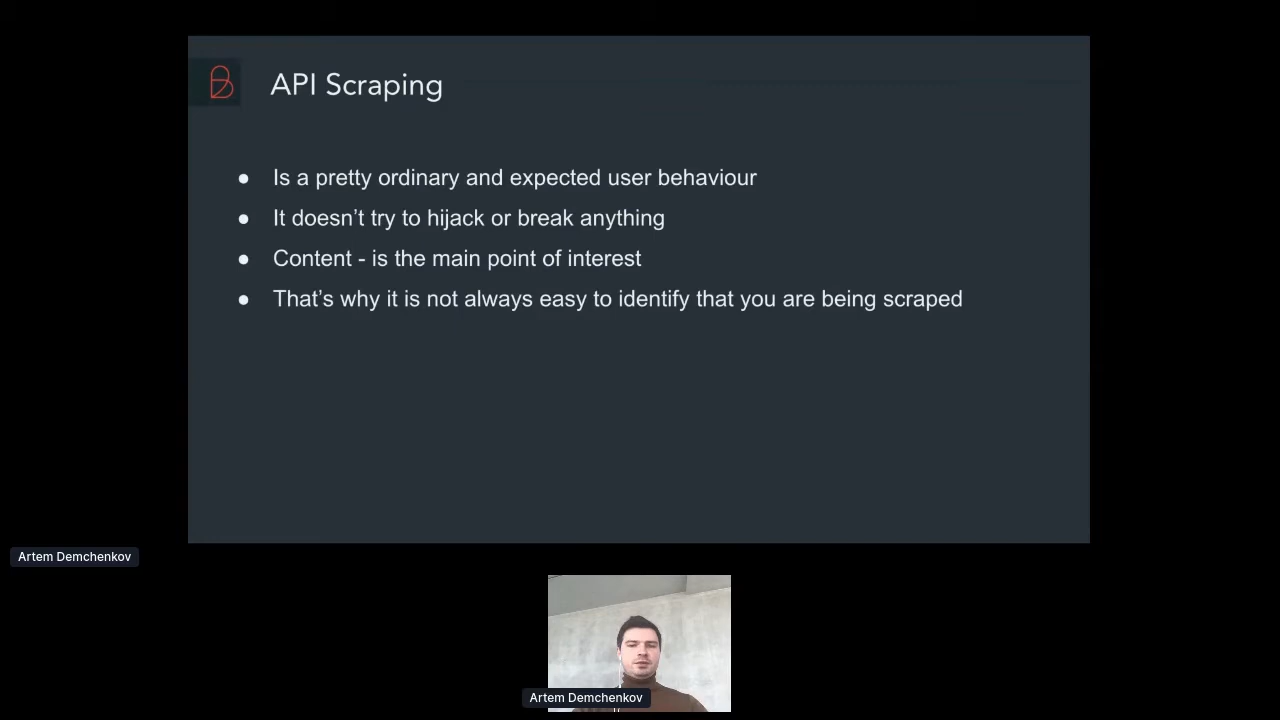 API Scraping
● Is a pretty ordinary and expected user behaviour
● It doesn’t try to hijack or break anything
● Content - is the main point of interest
● That’s why it is not always easy to identify that you are being scraped
Artem Demchenkov
Artem Demchenkov